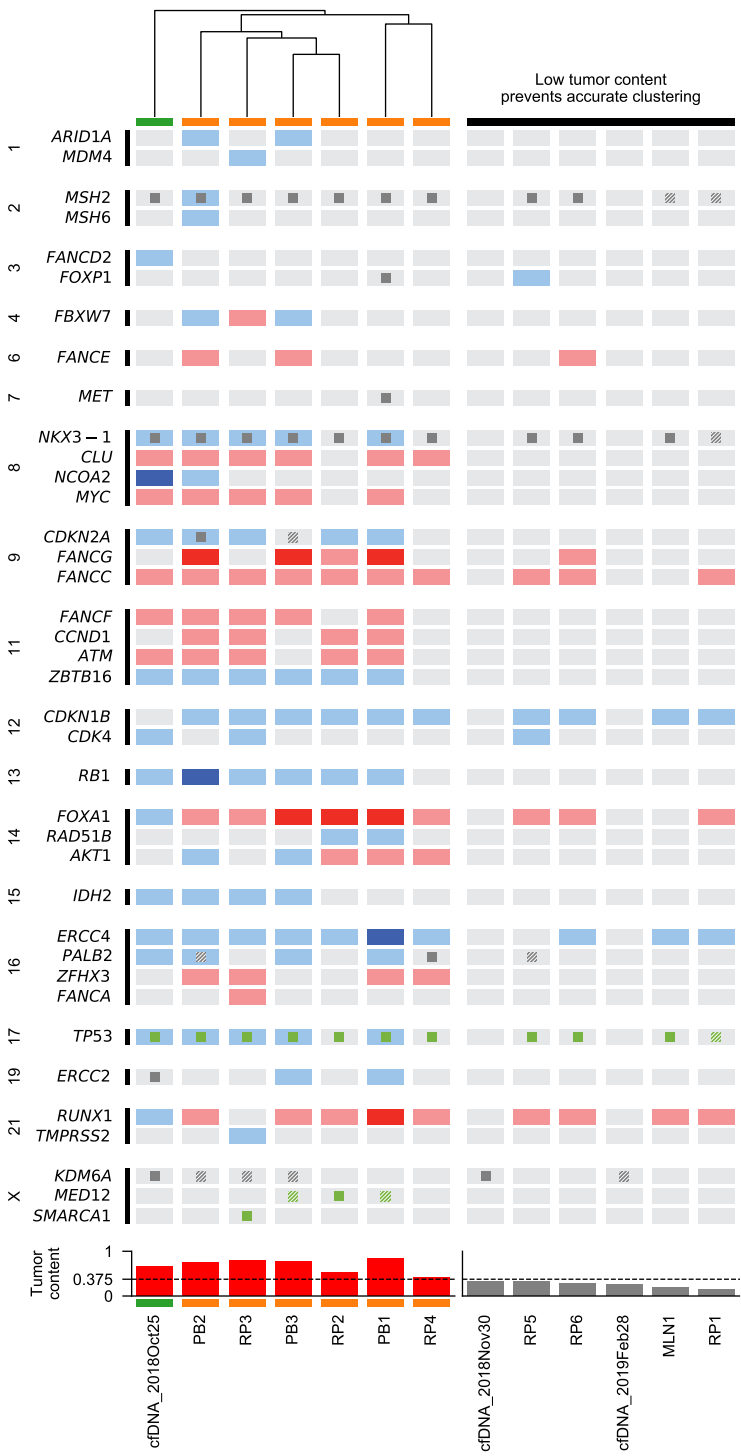 Low tumor content
prevents accurate clustering
1
ARID1A
MDM4
2
MSH2
MSH6
3
FANCD2
FOXP1
4
FBXW7
6
FANCE
7
MET
8
NKX3 − 1
CLU
NCOA2
MYC
9
CDKN2A
FANCG
FANCC
11
FANCF
CCND1
ATM
ZBTB16
12
CDKN1B
CDK4
13
RB1
14
FOXA1
RAD51B
AKT1
15
IDH2
16
ERCC4
PALB2
ZFHX3
FANCA
17
TP53
19
ERCC2
21
RUNX1
TMPRSS2
X
KDM6A
MED12
SMARCA1
Tumor
content
1
0.375
0
cfDNA_2018Oct25
PB2
RP3
PB3
RP2
PB1
RP4
cfDNA_2018Nov30
RP5
RP6
cfDNA_2019Feb28
MLN1
RP1